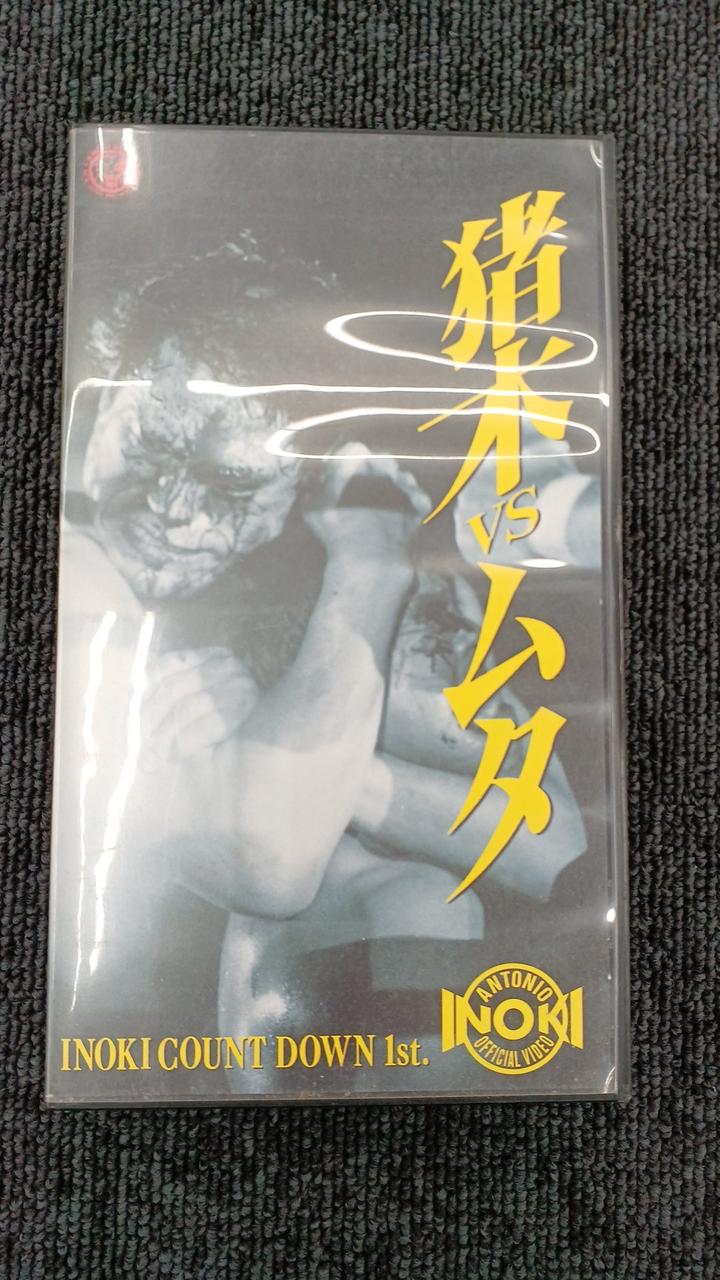 猪木
VS
ムタ
INOKI COUNT DOWN 1st.
ANTONIO
INOKI
OFFICIAL VIDEO